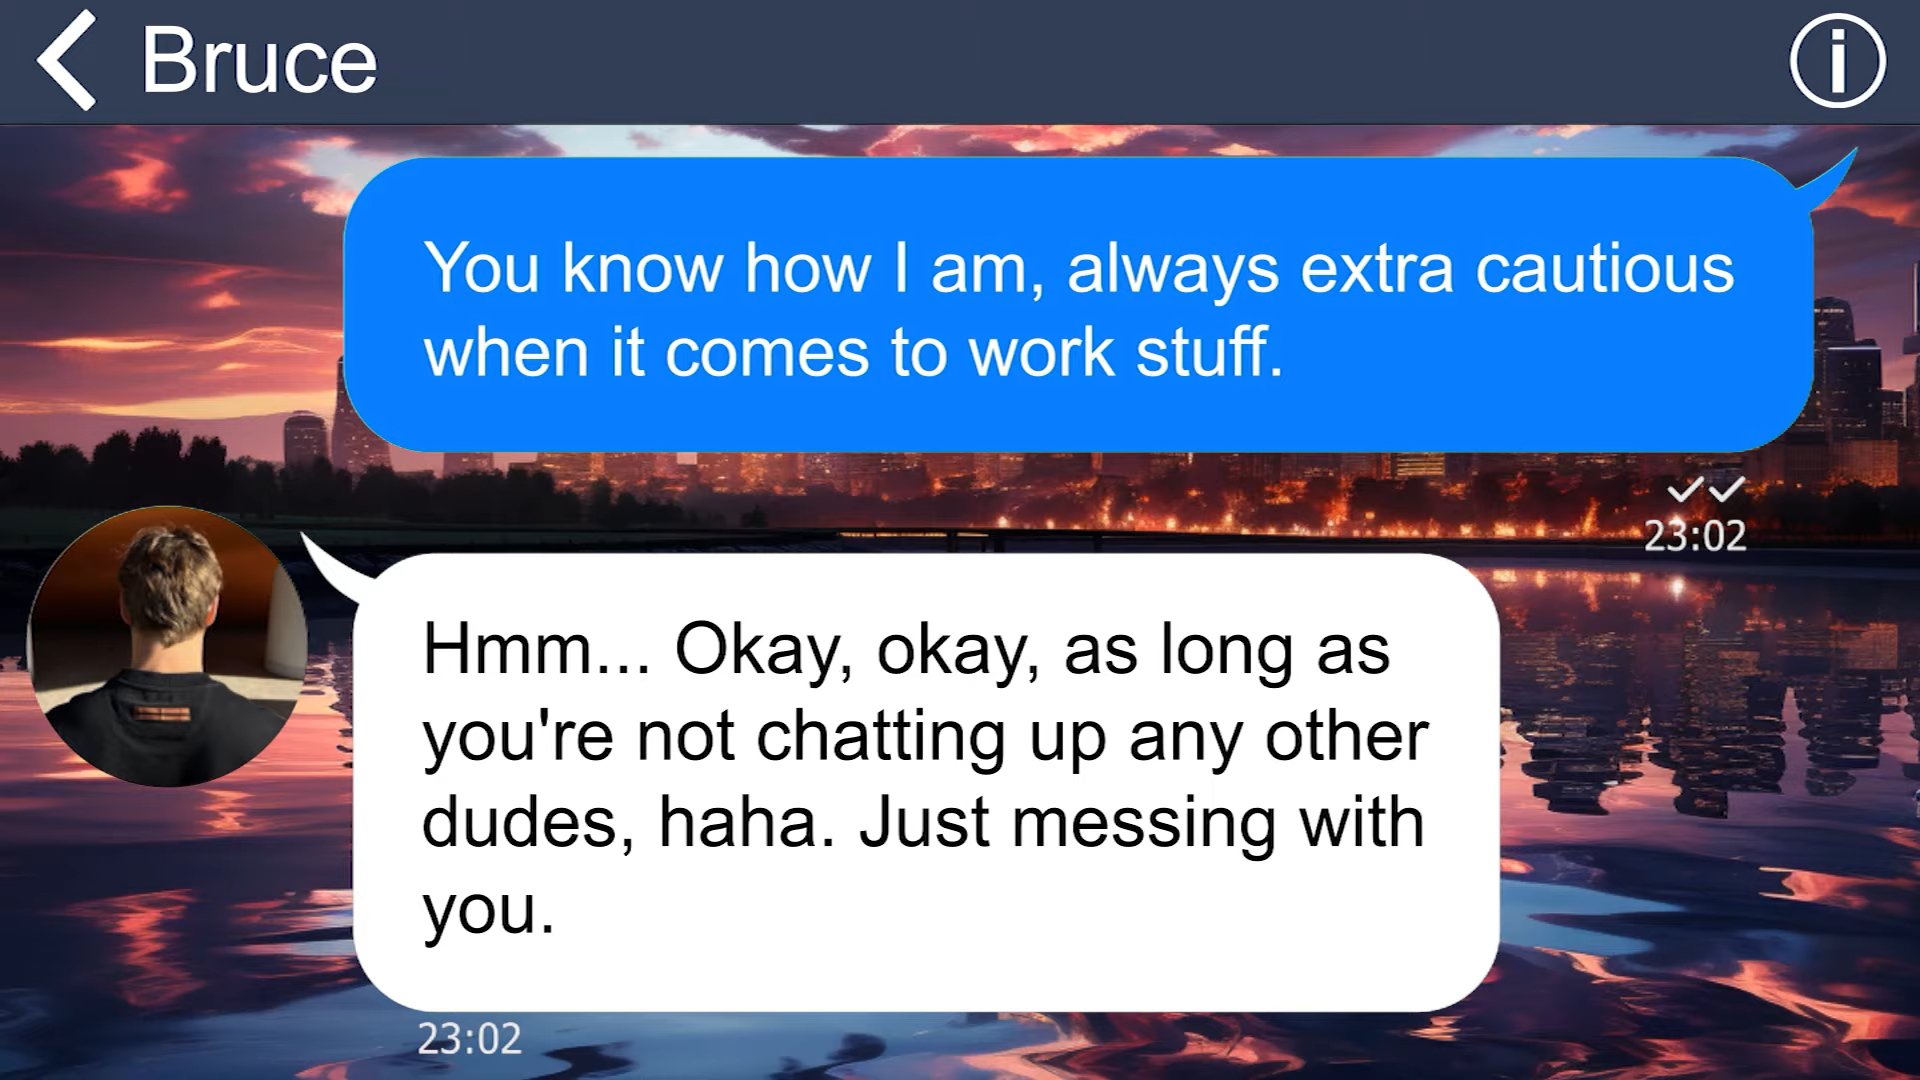 Bruce
You know how I am, always extra cautious
when it comes to work stuff.
23:02
Hmm... Okay, okay, as long as
you're not chatting up any other
dudes, haha. Just messing with
you.
23:02